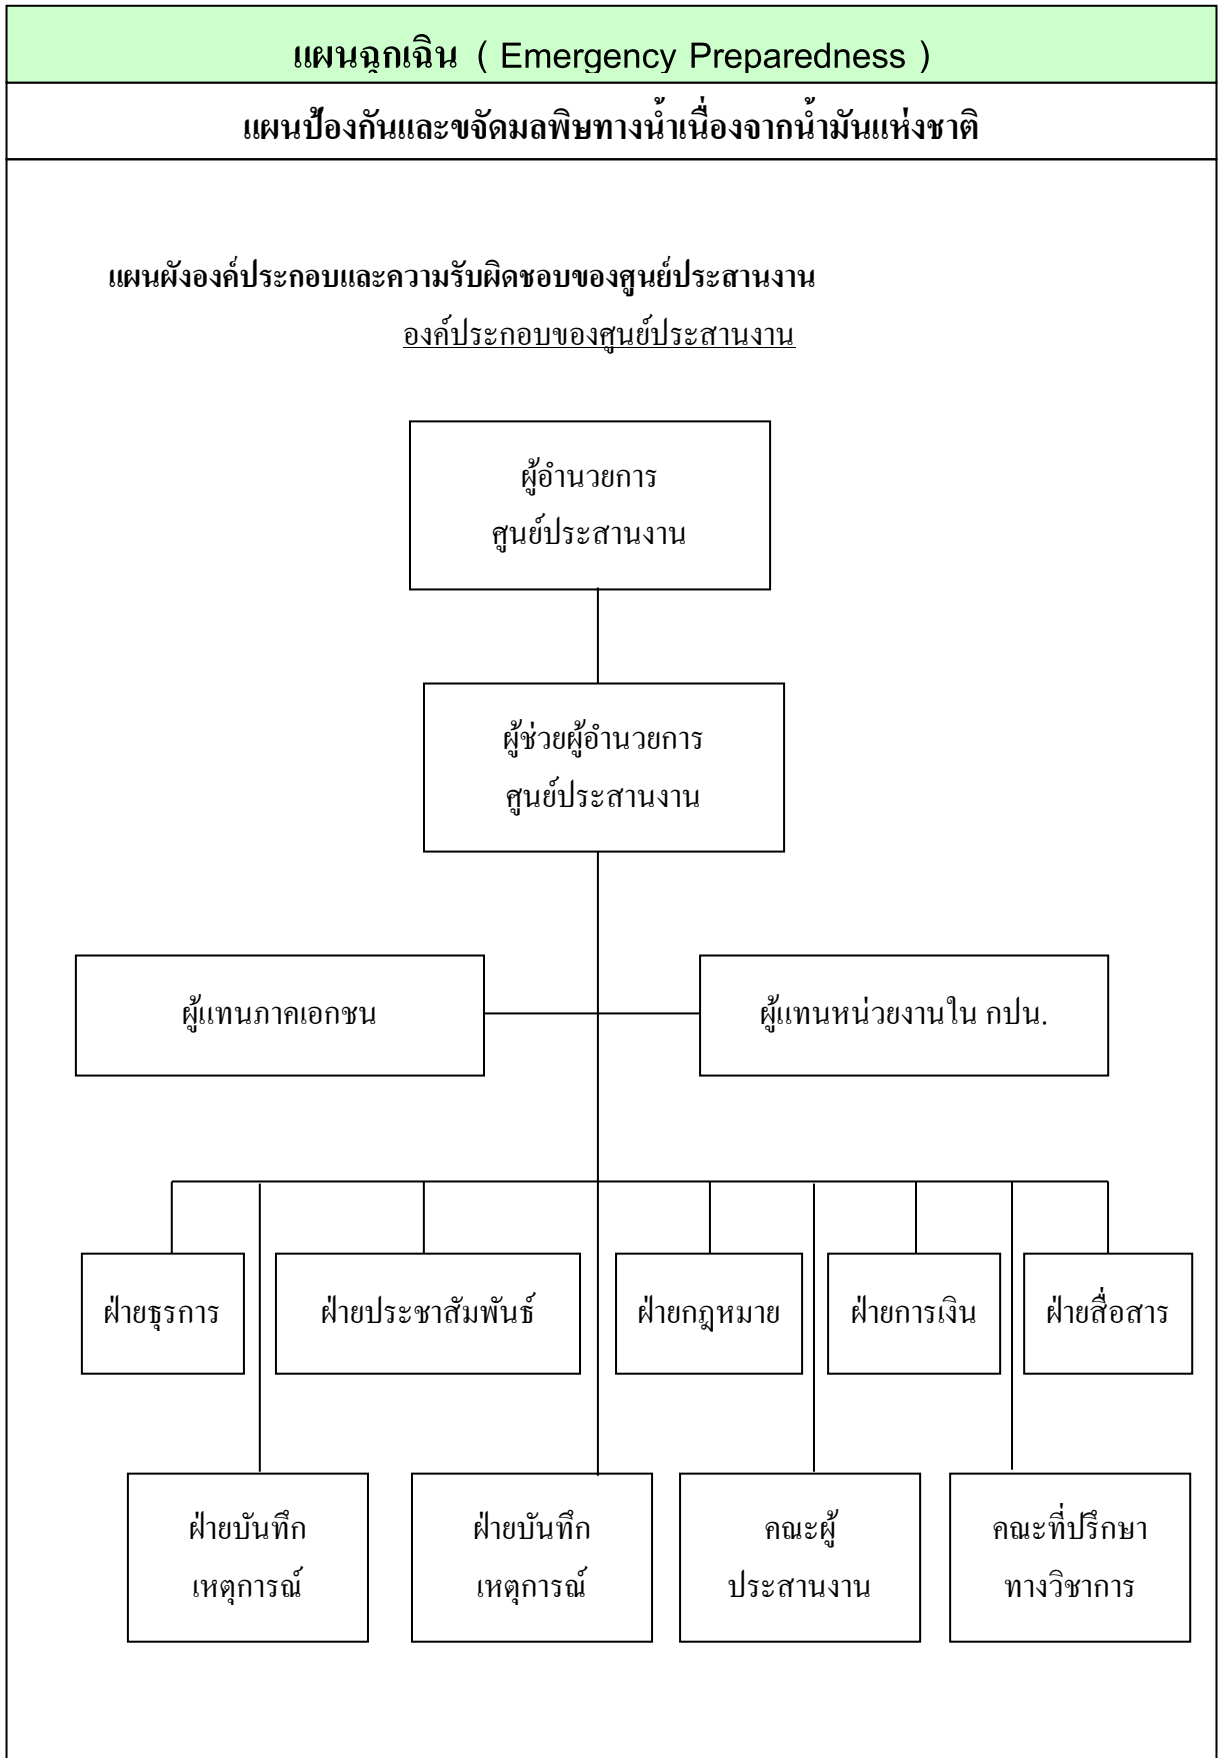 แผนฉุกเฉิน ( Emergency Preparedness )
แผนป้องกันและขจัดมลพิษทางน้ำเนื่องจากน้ำมันแห่งชาติ
แผนผังองค์ประกอบและความรับผิดชอบของศูนย์ประสานงาน
องค์ประกอบของศูนย์ประสานงาน
ผู้อำนวยการ
ศูนย์ประสานงาน
ผู้ช่วยผู้อำนวยการ
ศูนย์ประสานงาน
ผู้แทนภาคเอกชน
ผู้แทนหน่วยงานใน กปน.
ฝ่ายธุรการ
ฝ่ายประชาสัมพันธ์
ฝ่ายกฎหมาย
ฝ่ายการเงิน
ฝ่ายสื่อสาร
ฝ่ายบันทึก
เหตุการณ์
ฝ่ายบันทึก
เหตุการณ์
คณะผู้
ประสานงาน
คณะที่ปรึกษา
ทางวิชาการ